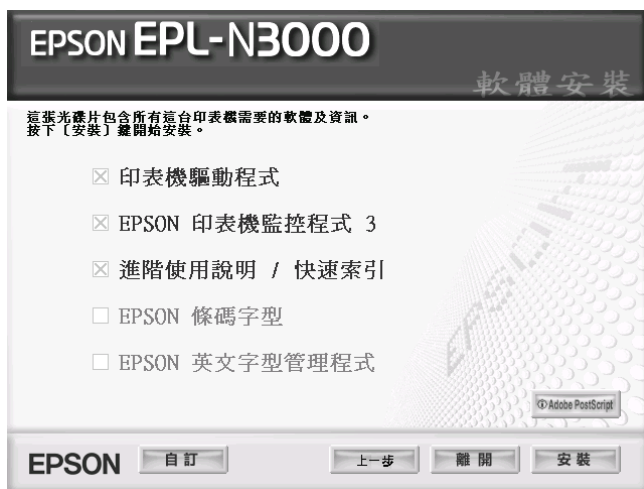 EPSON EPL-N3000
軟體安裝
這張光碟片包含所有這台印表機需要的軟體及資訊。
按下〔安裝〕鍵開始安裝。
印表機驅動程式
EPSON 印表機監控程式 3
進階使用說明 / 快速索引
EPSON 條碼字型
EPSON 英文字型管理程式
EPSON
Adobe PostScript
EPSON 自訂 上一步 離開 安裝